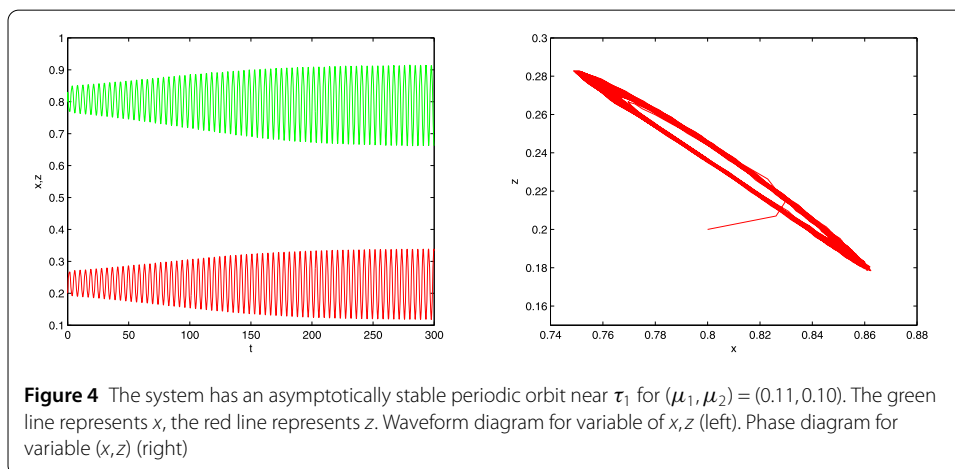 1
0.9
0.8
0.7
0.6
0.5
0.4
0.3
0.2
0.1
x,z
0 50 100 150 200 250 300
t
0.3
0.28
0.26
0.24
0.22
0.2
0.18
0.16
z
0.74 0.76 0.78 0.8 0.82 0.84 0.86 0.88
x
Figure 4 The system has an asymptotically stable periodic orbit near τ₁ for (μ₁, μ₂) = (0.11, 0.10). The green
line represents x, the red line represents z. Waveform diagram for variable of x, z (left). Phase diagram for
variable (x, z) (right)